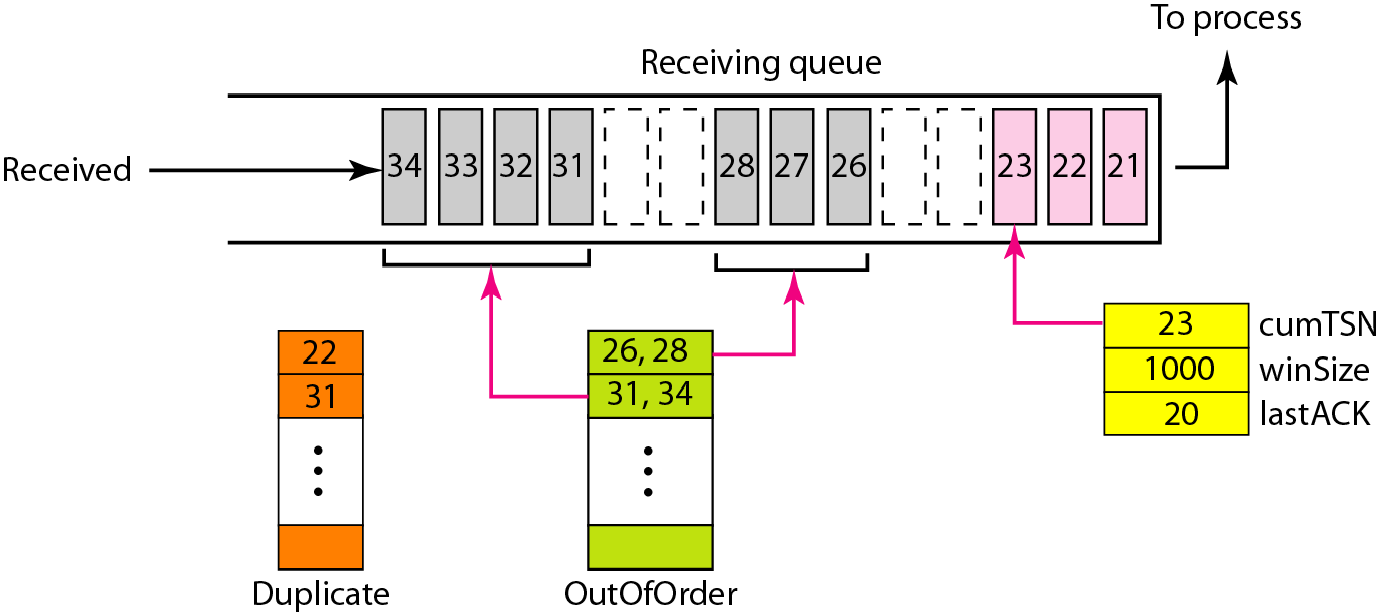 To process
Receiving queue
Received
34 33 32 31 28 27 26 23 22 21
22
31
Duplicate
26, 28
31, 34
OutOfOrder
23 cumTSN
1000 winSize
20 lastACK